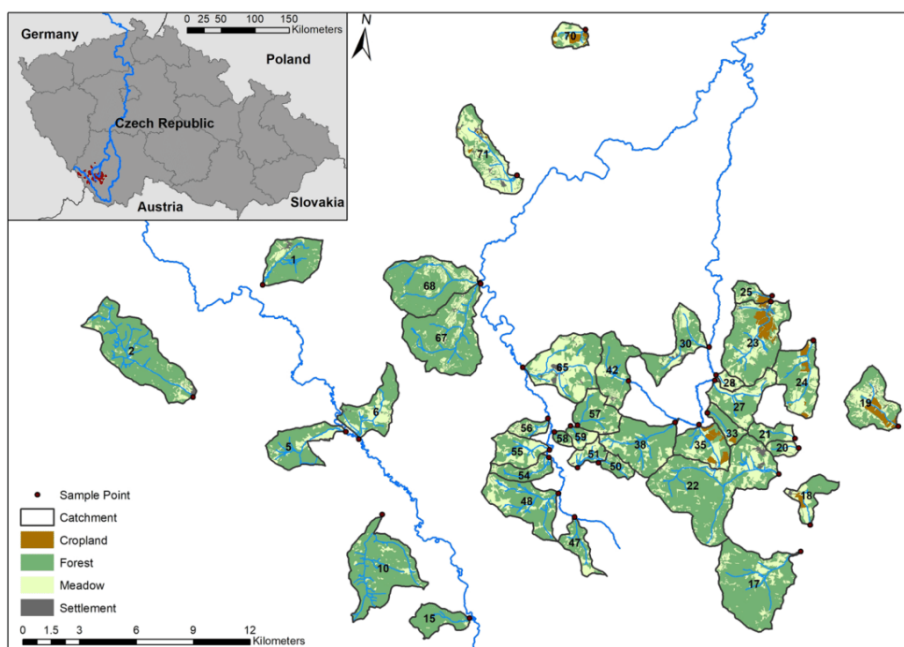 0 25 50 100 150
Kilometers
Germany
Poland
Czech Republic
Austria
Slovakia
N
70
71
1
68
67
2
25
23
30
65
42
28
24
27
19
6
5
56
57
58
59
38
35
33
21
20
55
51
50
54
22
48
18
47
10
17
15
Sample Point
Catchment
Cropland
Forest
Meadow
Settlement
0 1.5 3 6 9 12
Kilometers